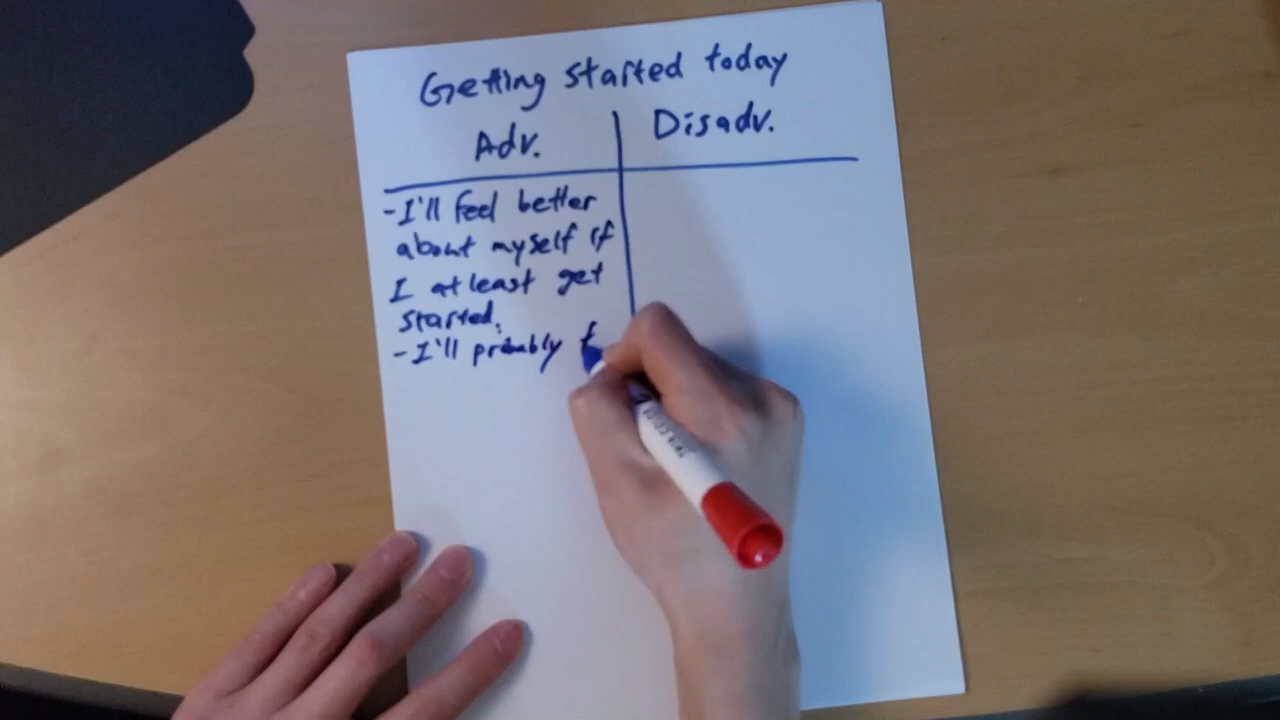 Getting started today
Adv.
Disadv.
-I'll feel better
about myself if
I at least get
started.
-I'll probably f